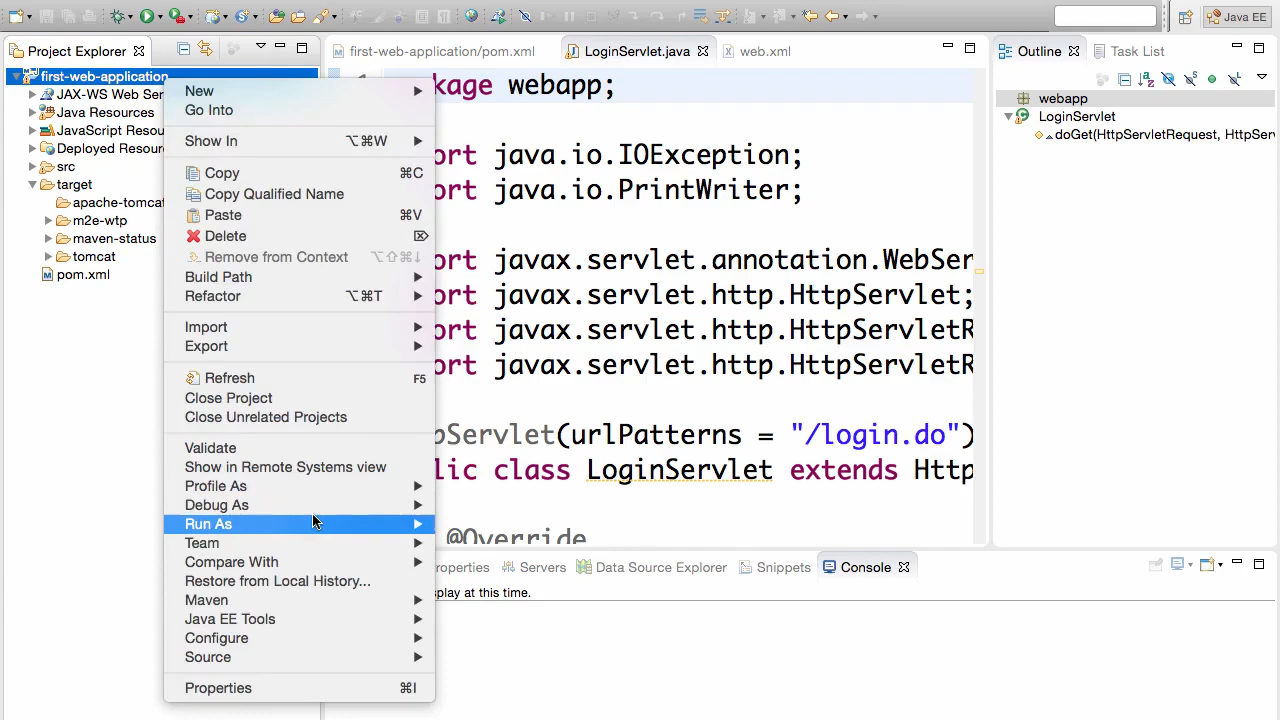 Java EE
Project Explorer
first-web-application/pom.xml
LoginServlet.java
web.xml
Outline
Task List
first-web-application
JAX-WS Web Ser
Java Resources
JavaScript Resou
Deployed Resour
src
target
apache-tomcat
m2e-wtp
maven-status
tomcat
pom.xml
New
Go Into
Show In ⌥⌘W
Copy ⌘C
Copy Qualified Name
Paste ⌘V
Delete ⌦
Remove from Context ⌥⇧⌘↓
Build Path
Refactor ⌥⌘T
Import
Export
Refresh F5
Close Project
Close Unrelated Projects
Validate
Show in Remote Systems view
Profile As
Debug As
Run As
Team
Compare With
Restore from Local History...
Maven
Java EE Tools
Configure
Source
Properties ⌘I
kage webapp;
ort java.io.IOException;
ort java.io.PrintWriter;
ort javax.servlet.annotation.WebSer
ort javax.servlet.http.HttpServlet;
ort javax.servlet.http.HttpServletR
ort javax.servlet.http.HttpServletR
bServlet(urlPatterns = "/login.do")
lic class LoginServlet extends Http
@Override
webapp
LoginServlet
doGet(HttpServletRequest, HttpServ
roperties
Servers
Data Source Explorer
Snippets
Console
splay at this time.